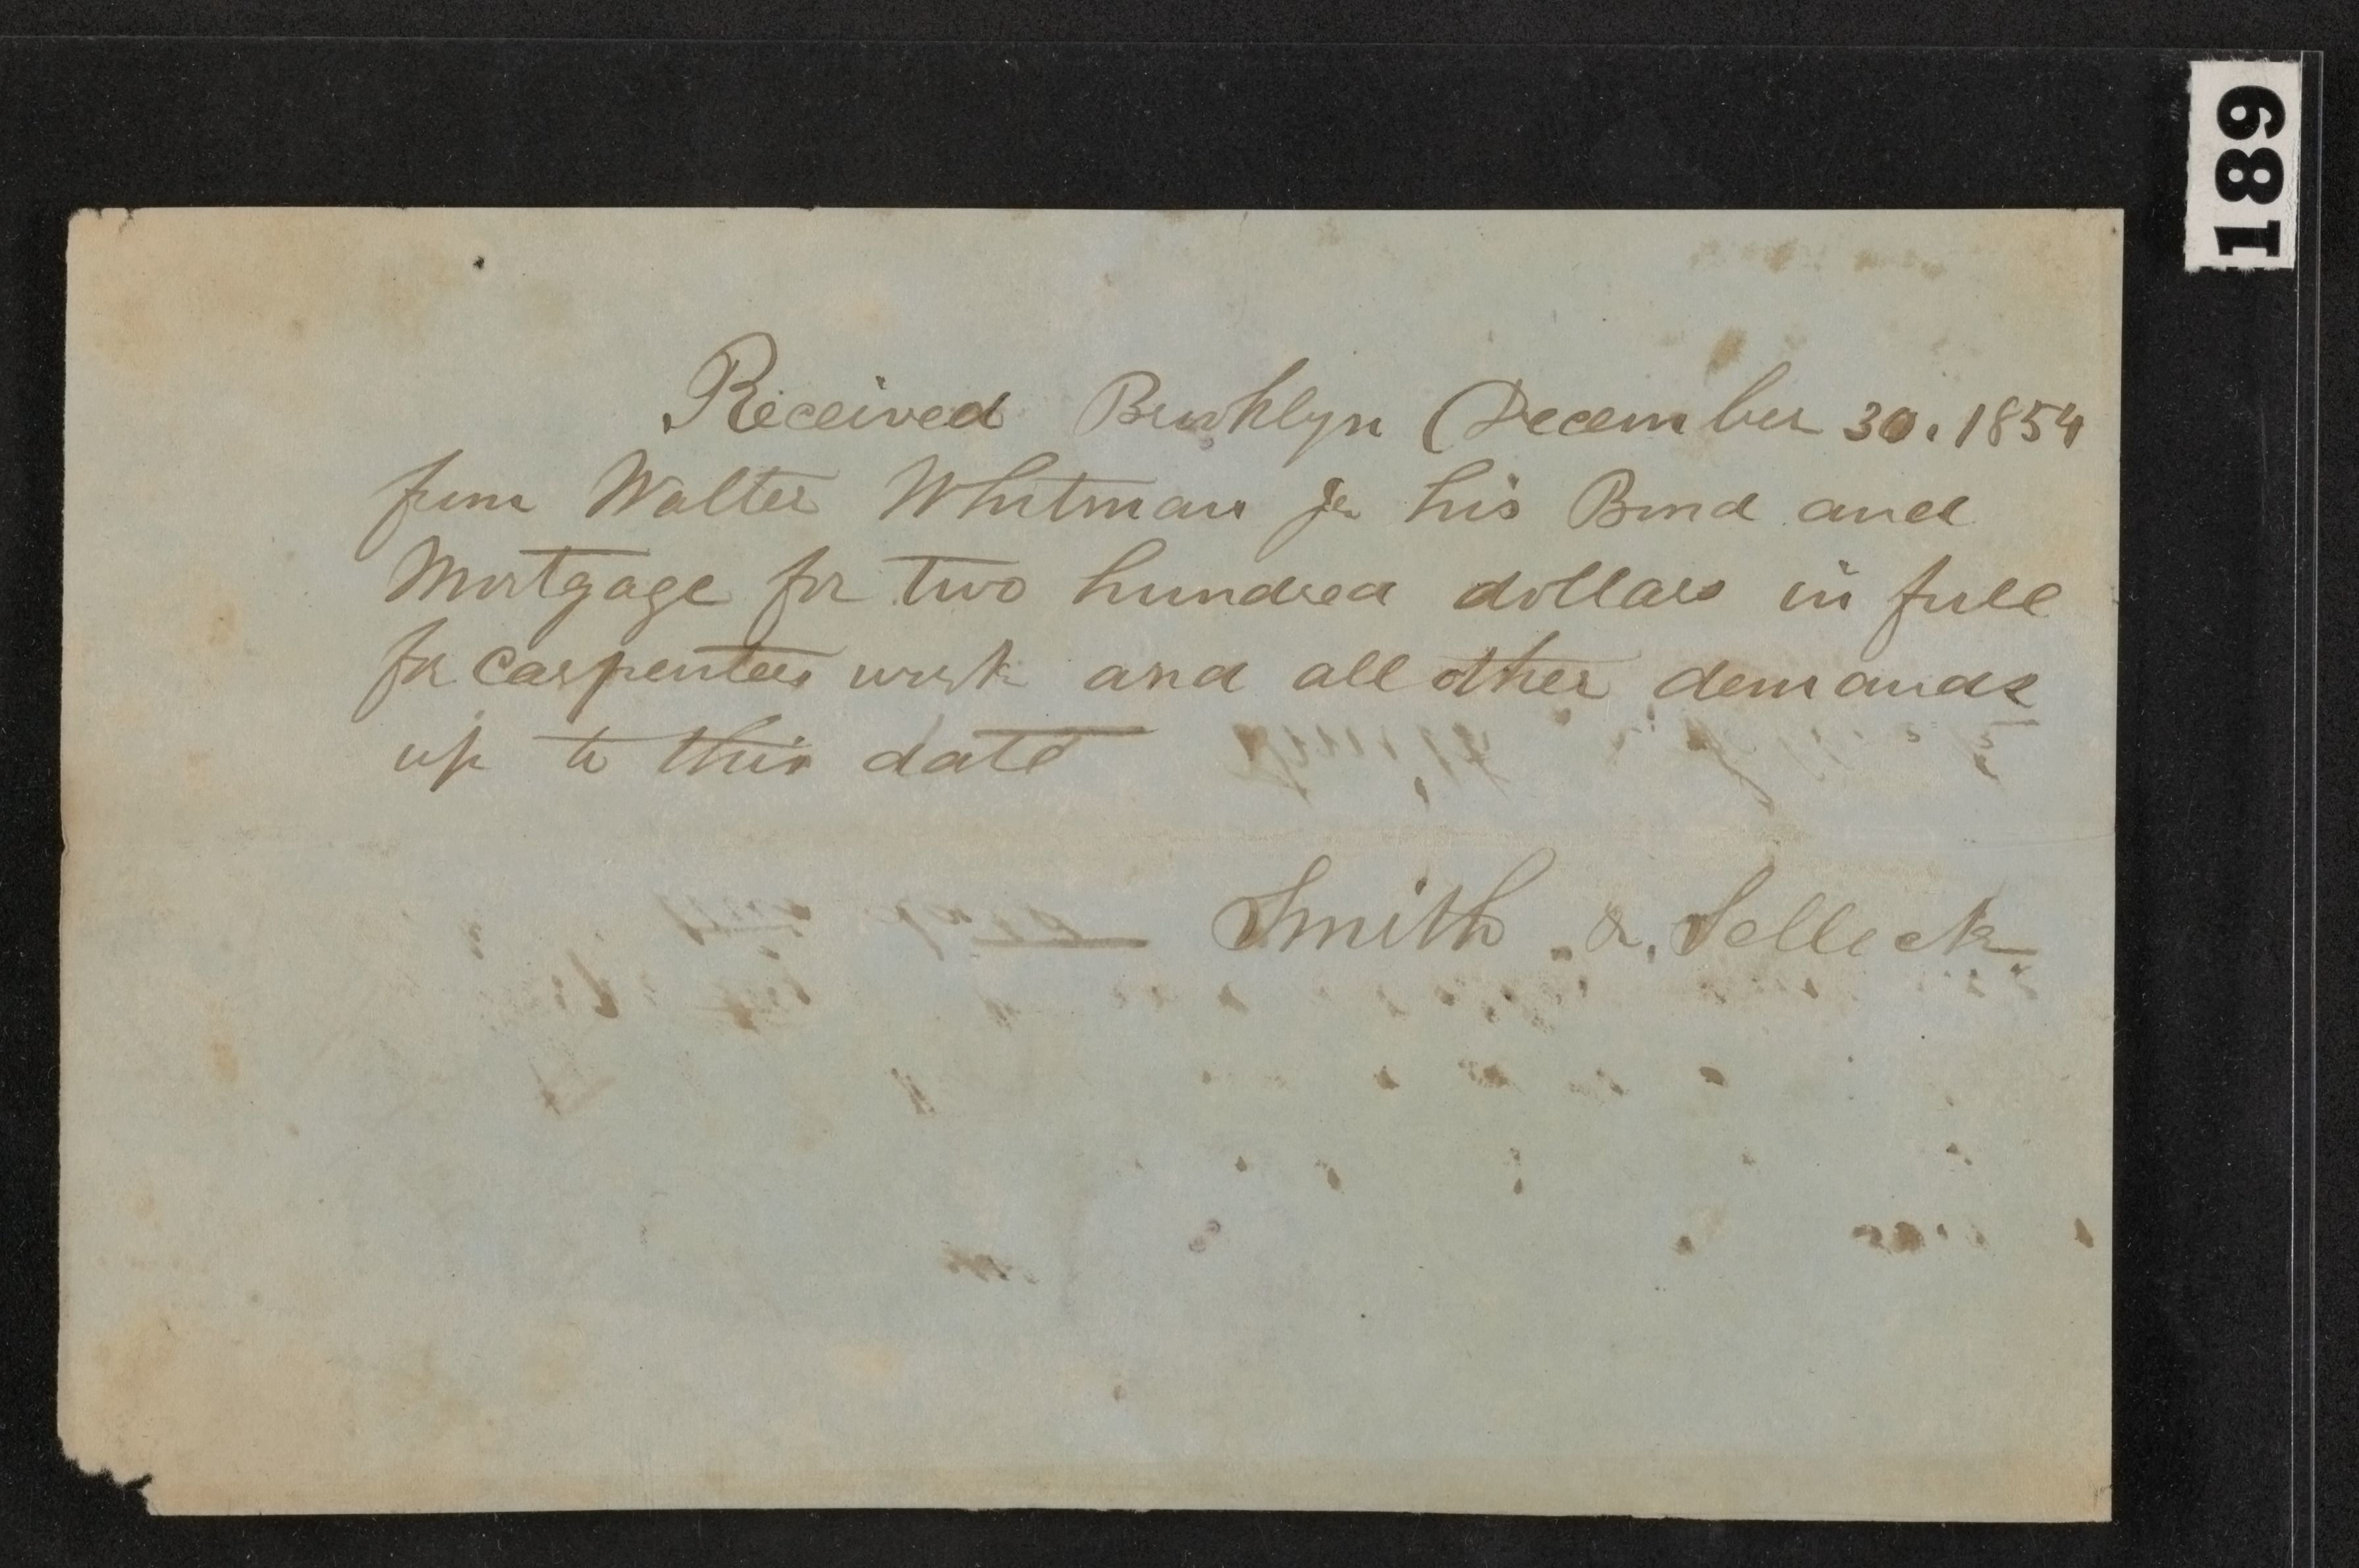 Received Brooklyn December 30. 1854
from Walter Whitman Jr his Bond and
Mortgage for two hundred dollars in full
for Carpenters work and all other demands
up to this date
Smith & Selleck
189